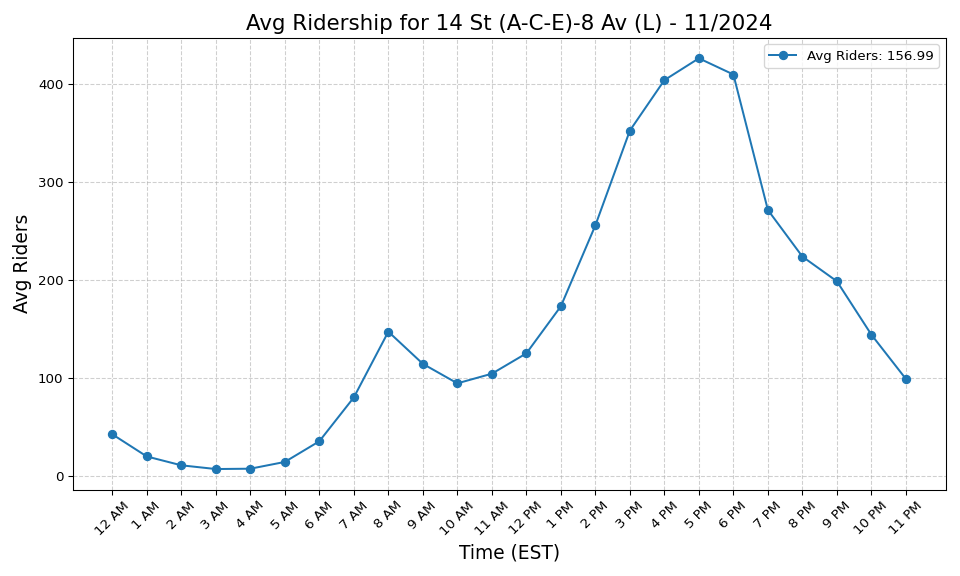 Avg Ridership for 14 St (A-C-E)-8 Av (L) - 11/2024
Avg Riders: 156.99
Avg Riders
400
300
200
100
0
12 AM
1 AM
2 AM
3 AM
4 AM
5 AM
6 AM
7 AM
8 AM
9 AM
10 AM
11 AM
12 PM
1 PM
2 PM
3 PM
4 PM
5 PM
6 PM
7 PM
8 PM
9 PM
10 PM
11 PM
Time (EST)